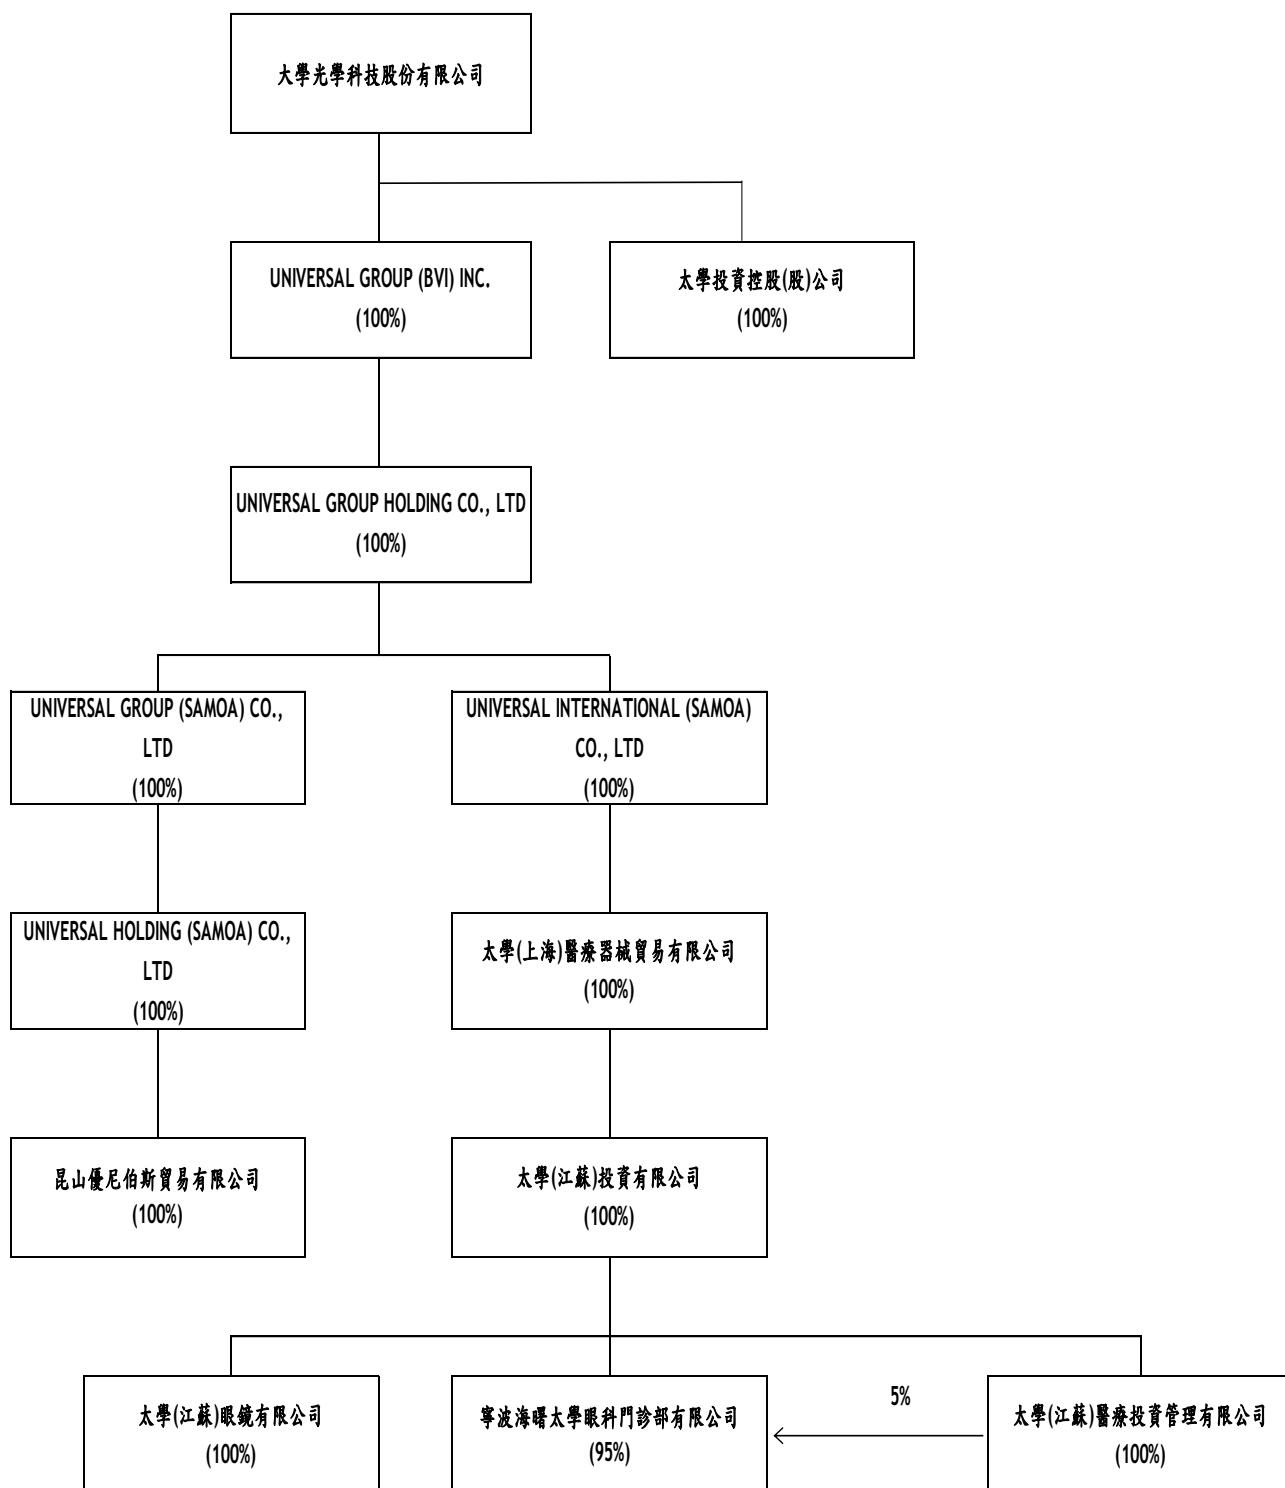 大學光學科技股份有限公司
UNIVERSAL GROUP (BVI) INC.
(100%)
太學投資控股(股)公司
(100%)
UNIVERSAL GROUP HOLDING CO., LTD
(100%)
UNIVERSAL GROUP (SAMOA) CO.,
LTD
(100%)
UNIVERSAL INTERNATIONAL (SAMOA)
CO., LTD
(100%)
UNIVERSAL HOLDING (SAMOA) CO.,
LTD
(100%)
太學(上海)醫療器械貿易有限公司
(100%)
昆山優尼伯斯貿易有限公司
(100%)
太學(江蘇)投資有限公司
(100%)
太學(江蘇)眼鏡有限公司
(100%)
寧波海曙太學眼科門診部有限公司
(95%)
5%
太學(江蘇)醫療投資管理有限公司
(100%)